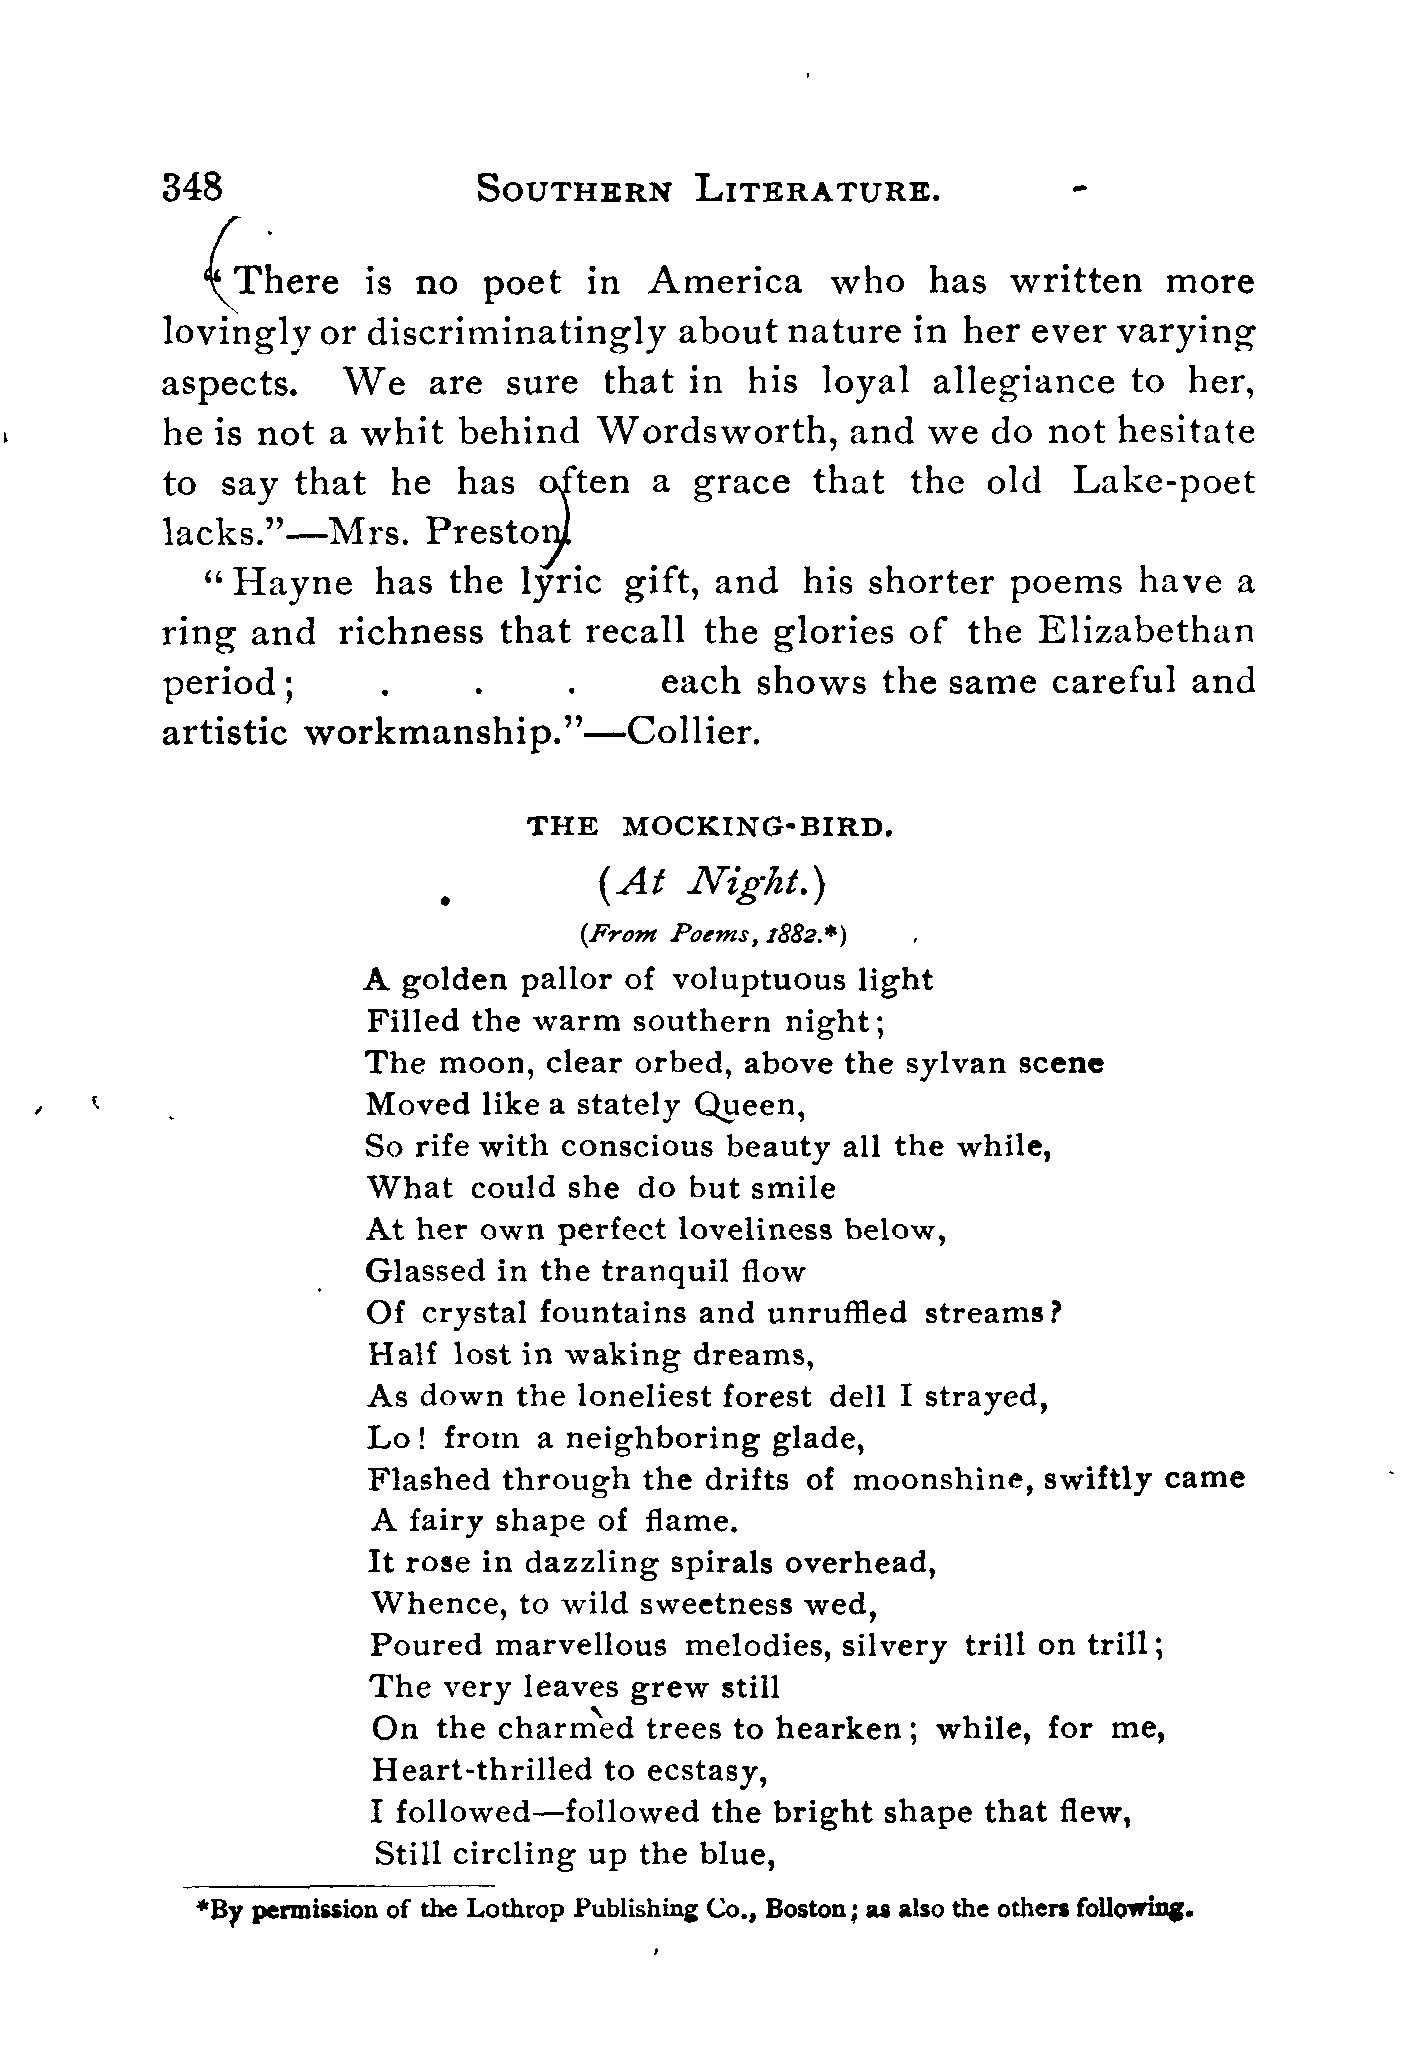 348 SOUTHERN LITERATURE.
“There is no poet in America who has written more
lovingly or discriminatingly about nature in her ever varying
aspects. We are sure that in his loyal allegiance to her,
he is not a whit behind Wordsworth, and we do not hesitate
to say that he has often a grace that the old Lake-poet
lacks.”—Mrs. Preston.
“Hayne has the lyric gift, and his shorter poems have a
ring and richness that recall the glories of the Elizabethan
period; . . . each shows the same careful and
artistic workmanship.”—Collier.
THE MOCKING-BIRD.
(At Night.)
(From Poems, 1882.*)
A golden pallor of voluptuous light
Filled the warm southern night;
The moon, clear orbed, above the sylvan scene
Moved like a stately Queen,
So rife with conscious beauty all the while,
What could she do but smile
At her own perfect loveliness below,
Glassed in the tranquil flow
Of crystal fountains and unruffled streams?
Half lost in waking dreams,
As down the loneliest forest dell I strayed,
Lo! from a neighboring glade,
Flashed through the drifts of moonshine, swiftly came
A fairy shape of flame.
It rose in dazzling spirals overhead,
Whence, to wild sweetness wed,
Poured marvellous melodies, silvery trill on trill;
The very leaves grew still
On the charmèd trees to hearken; while, for me,
Heart-thrilled to ecstasy,
I followed—followed the bright shape that flew,
Still circling up the blue,
*By permission of the Lothrop Publishing Co., Boston; as also the others following.